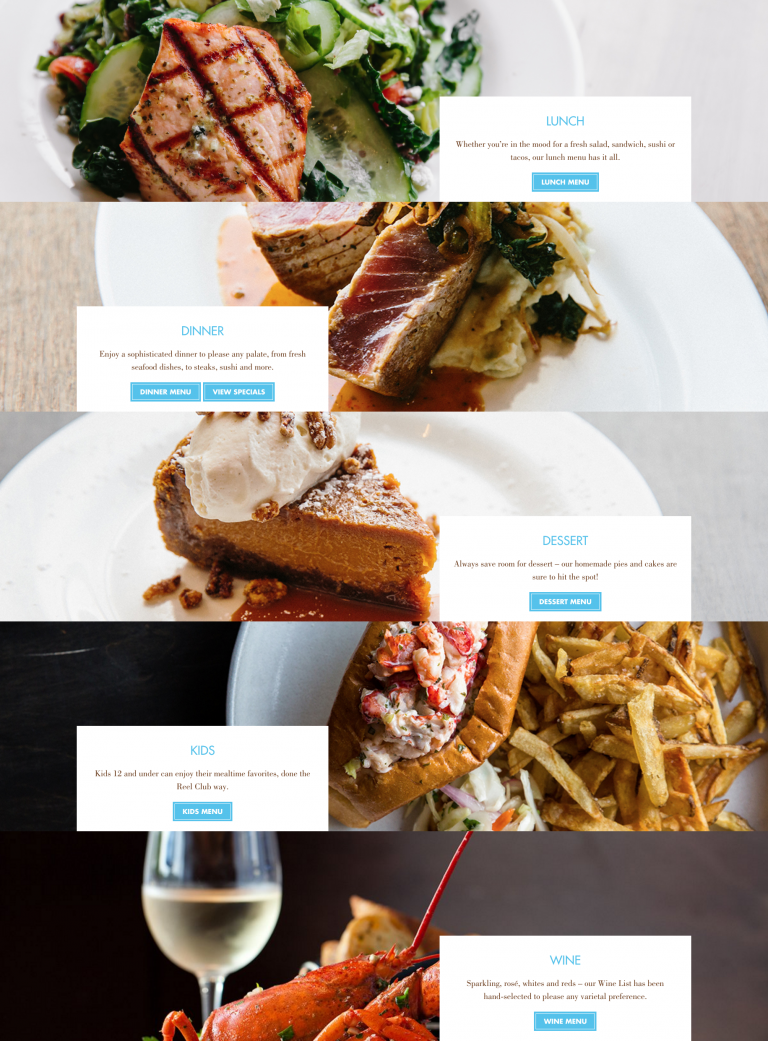 LUNCH
Whether you're in the mood for a fresh salad, sandwich, sushi or
tacos, our lunch menu has it all.
LUNCH MENU
DINNER
Enjoy a sophisticated dinner to please any palate, from fresh
seafood dishes, to steaks, sushi and more.
DINNER MENU VIEW SPECIALS
DESSERT
Always save room for dessert – our homemade pies and cakes are
sure to hit the spot!
DESSERT MENU
KIDS
Kids 12 and under can enjoy their mealtime favorites, done the
Reel Club way.
KIDS MENU
WINE
Sparkling, rosé, whites and reds – our Wine List has been
hand-selected to please any varietal preference.
WINE MENU